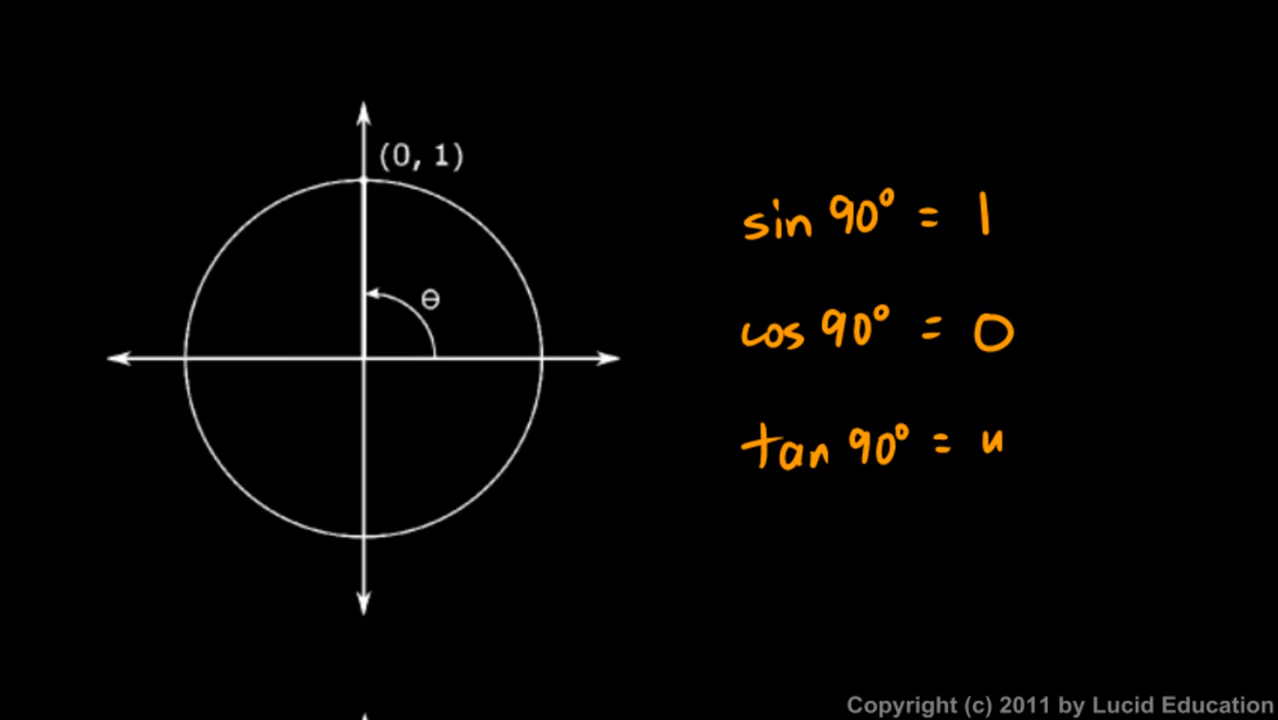 (0, 1)
θ
sin 90° = 1
cos 90° = 0
tan 90° = u
Copyright (c) 2011 by Lucid Education